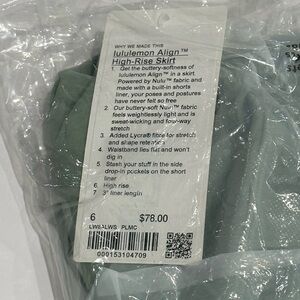 WHY WE MADE THIS
lululemon Align™
High-Rise Skirt
1 Get the buttery-softness of
lululemon Align™ in a skirt.
Powered by Nulu™ fabric and
made with a built-in shorts
liner, your poses and postures
have never felt so free
2. Our buttery-soft Nulu™ fabric
feels weightlessly light and is
sweat-wicking and four-way
stretch
3. Added Lycra® fibre for stretch
and shape retention
4. Waistband lies flat and won't
dig in
5. Stash your stuff in the side
drop-in pockets on the short
liner
6 High rise
7 3" liner length
6 $78.00
PLMC
000153104709